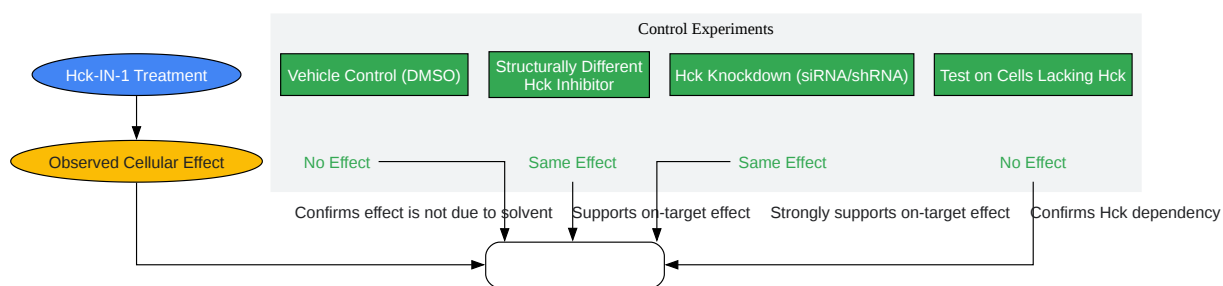 Control Experiments
Hck-IN-1 Treatment
Vehicle Control (DMSO)
Structurally Different
Hck Inhibitor
Hck Knockdown (siRNA/shRNA)
Test on Cells Lacking Hck
Observed Cellular Effect
No Effect
Same Effect
Same Effect
No Effect
Confirms effect is not due to solvent
Supports on-target effect
Strongly supports on-target effect
Confirms Hck dependency